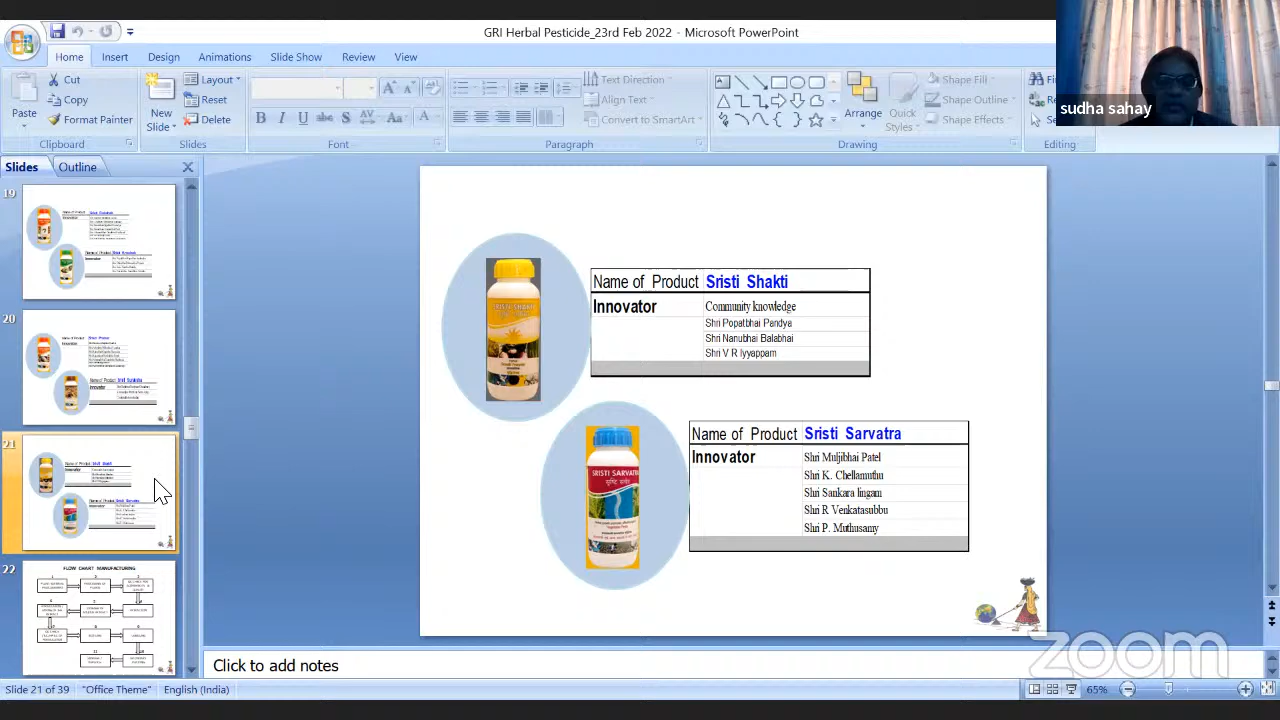 GRI Herbal Pesticide_23rd Feb 2022 - Microsoft PowerPoint
Home Insert Design Animations Slide Show Review View
Paste
Cut
Copy
Format Painter
Clipboard
New Slide
Layout
Reset
Delete
Slides
Font
Text Direction
Align Text
Convert to SmartArt
Paragraph
Arrange
Quick Styles
Shape Fill
Shape Outline
Shape Effects
Drawing
Editing
sudha sahay
Slides Outline
19
20
21
22
FLOW CHART MANUFACTURING
Name of Product Sristi Shakti
Innovator Community knowledge
Shri Popatbhai Pandya
Shri Nanubhai Balabhai
Shri V R Iyyappam
SRISTI SHAKTI
Name of Product Sristi Sarvatra
Innovator Shri Muljibhai Patel
Shri K. Chellamuthu
Shri Sankara lingam
Shri R. Venkatasubbu
Shri P. Muthusamy
SRISTI SARVATRA
Click to add notes
zoom
Slide 21 of 39 "Office Theme" English (India) 65%